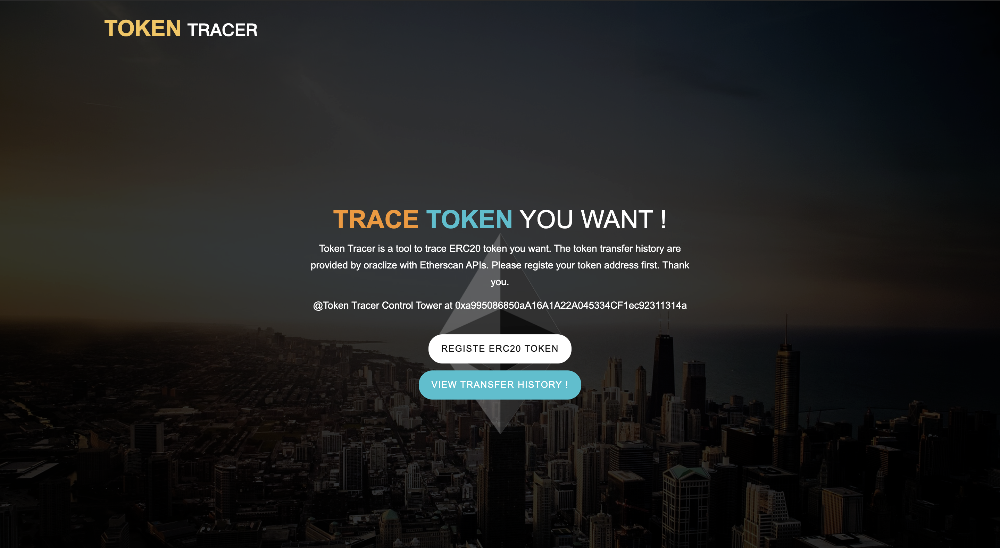 TOKEN TRACER
TRACE TOKEN YOU WANT !
Token Tracer is a tool to trace ERC20 token you want. The token transfer history are
provided by oraclize with Etherscan APIs. Please registe your token address first. Thank
you.
@Token Tracer Control Tower at 0xa995086850aA16A1A22A045334CF1ec92311314a
REGISTE ERC20 TOKEN
VIEW TRANSFER HISTORY !